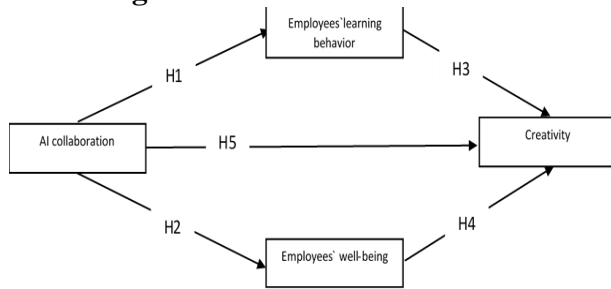 Employees`learning
behavior
H1
H3
AI collaboration
H5
Creativity
H2
H4
Employees` well-being